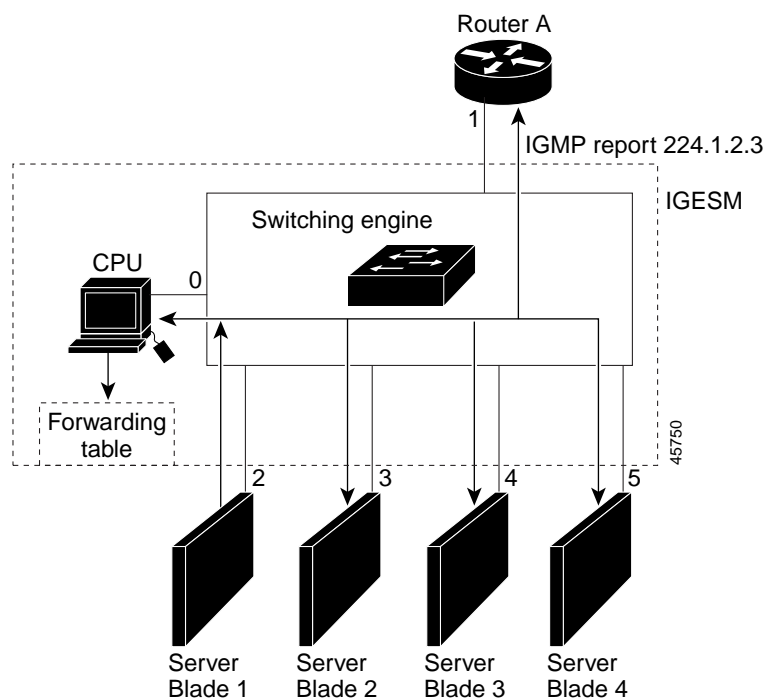 Router A
1
IGMP report 224.1.2.3
IGESM
Switching engine
CPU
0
Forwarding
table
45750
2
3
4
5
Server
Blade 1
Server
Blade 2
Server
Blade 3
Server
Blade 4